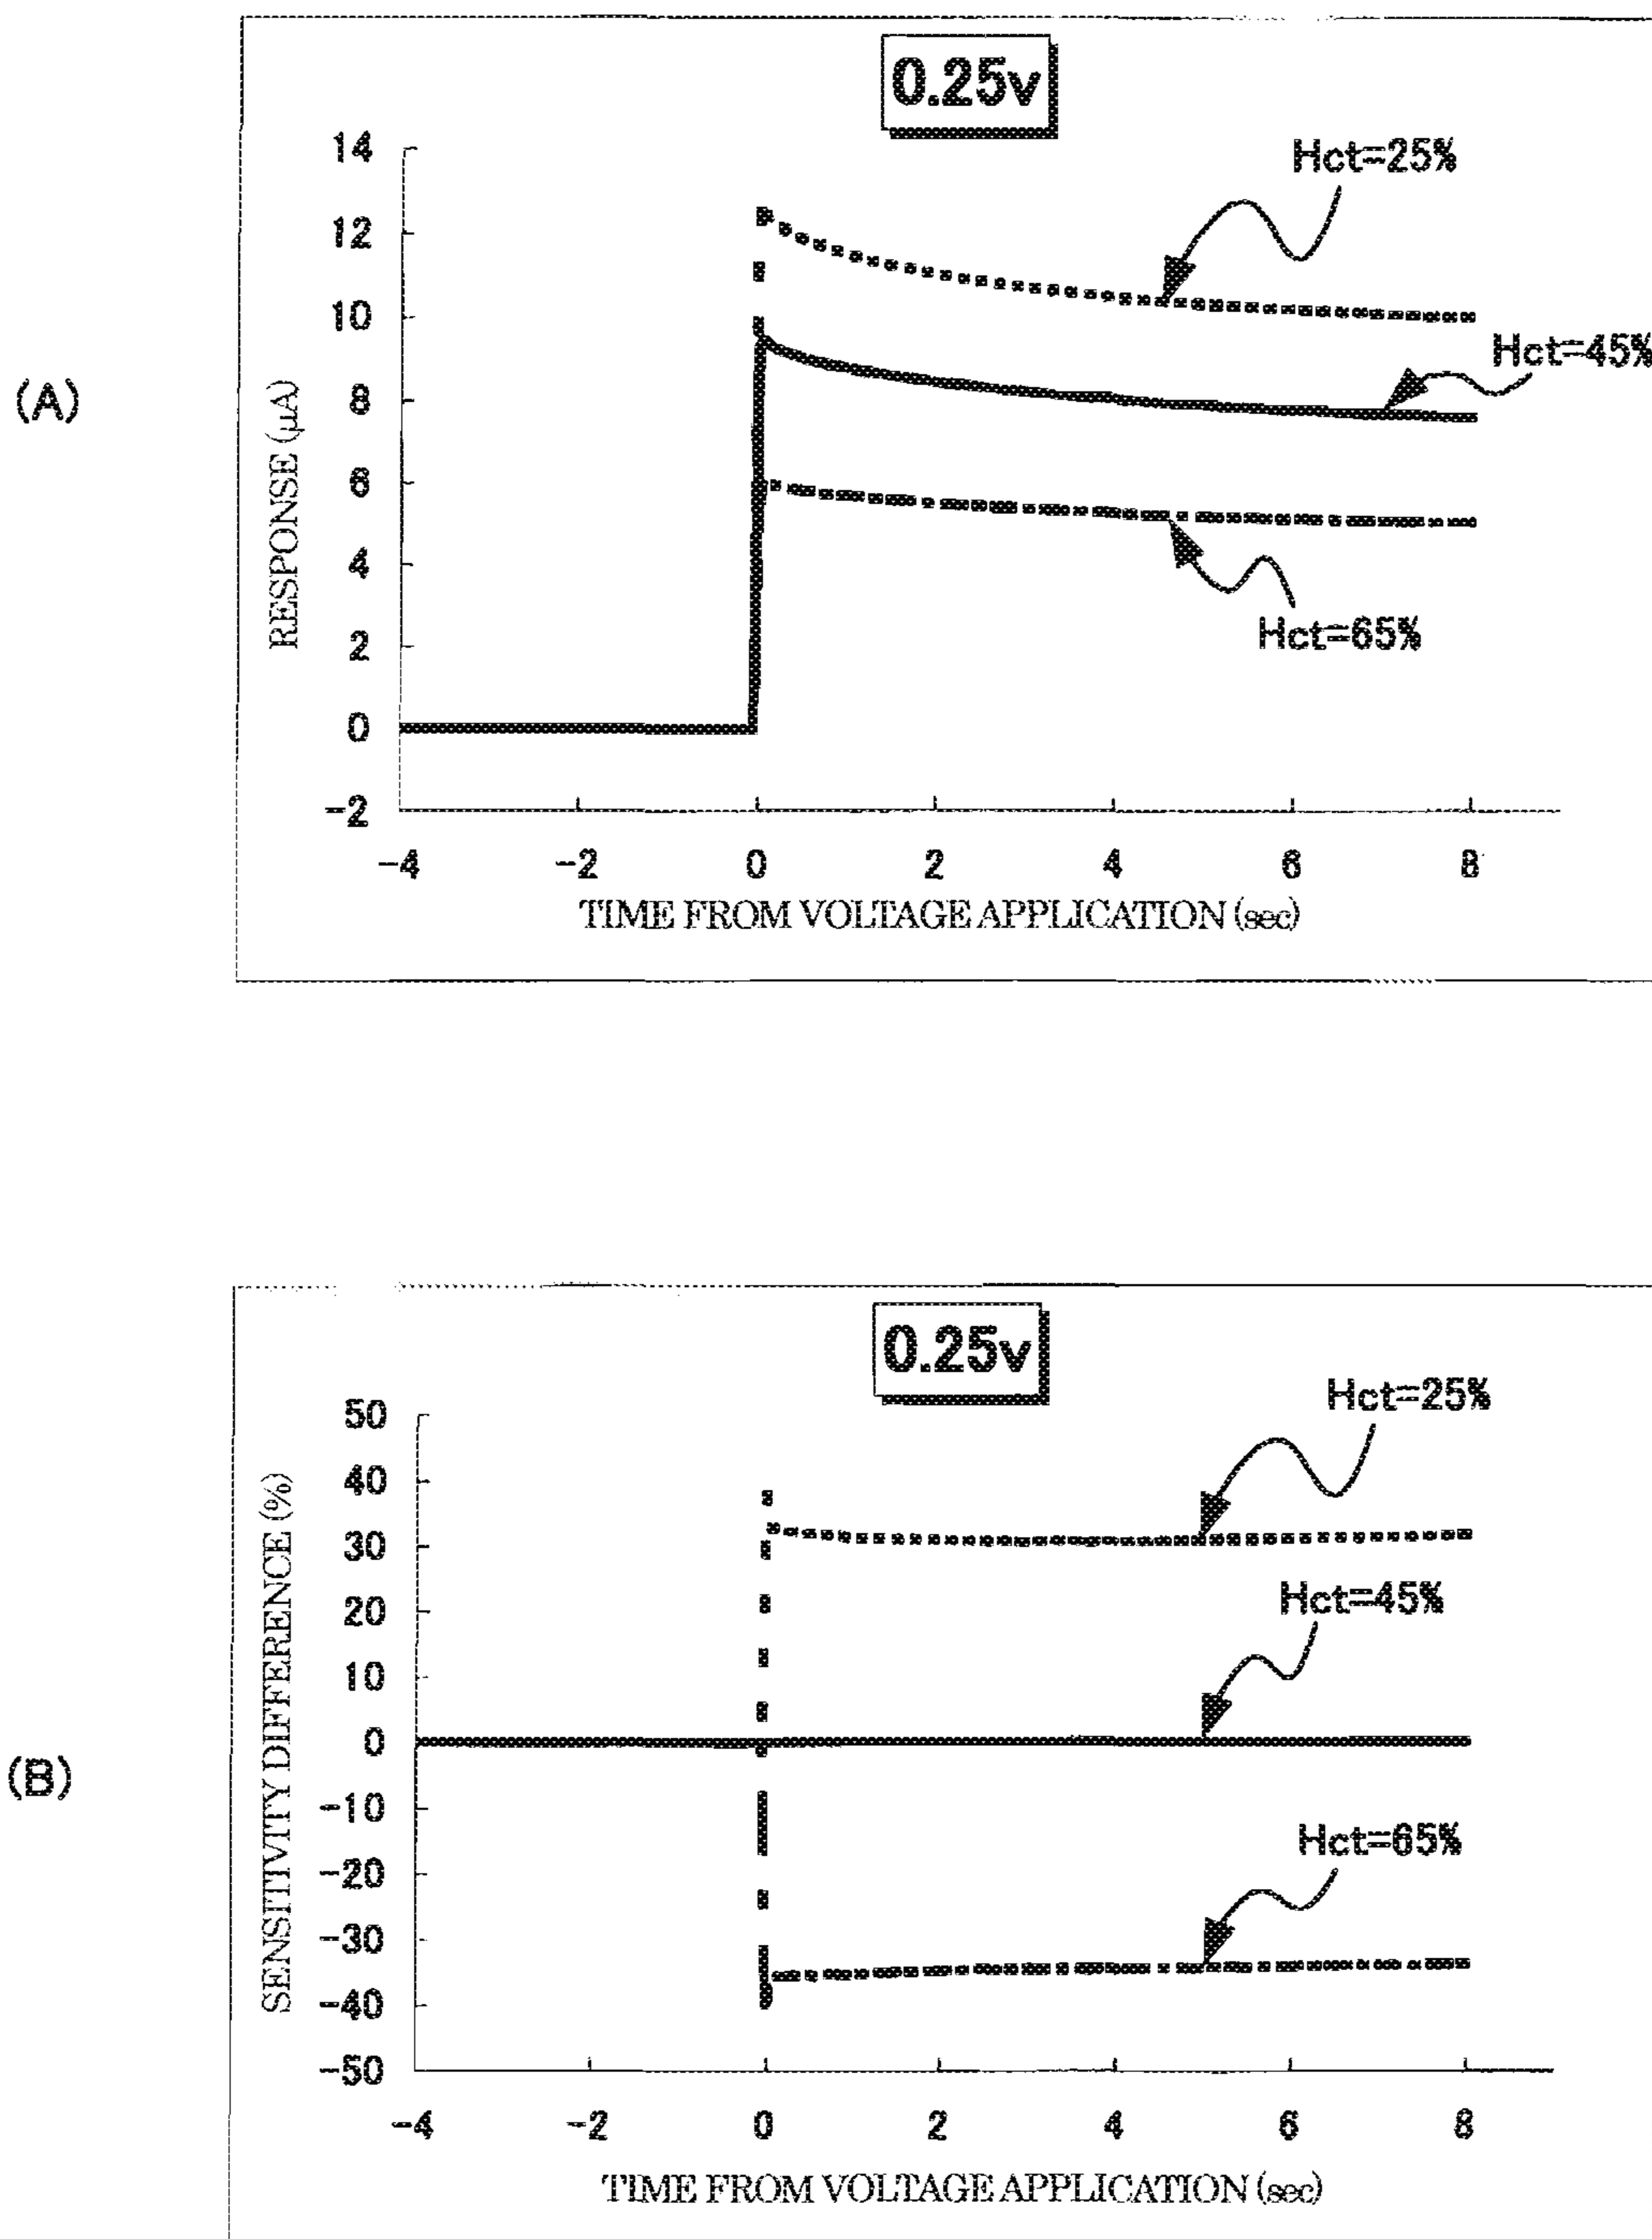 (A)
0.25v
14
12
10
8
6
4
2
0
-2
RESPONSE (μA)
Hct=25%
Hct=45%
Hct=65%
-4 -2 0 2 4 6 8
TIME FROM VOLTAGE APPLICATION (sec)
(B)
0.25v
50
40
30
20
10
0
-10
-20
-30
-40
-50
SENSITIVITY DIFFERENCE (%)
Hct=25%
Hct=45%
Hct=65%
-4 -2 0 2 4 6 8
TIME FROM VOLTAGE APPLICATION (sec)